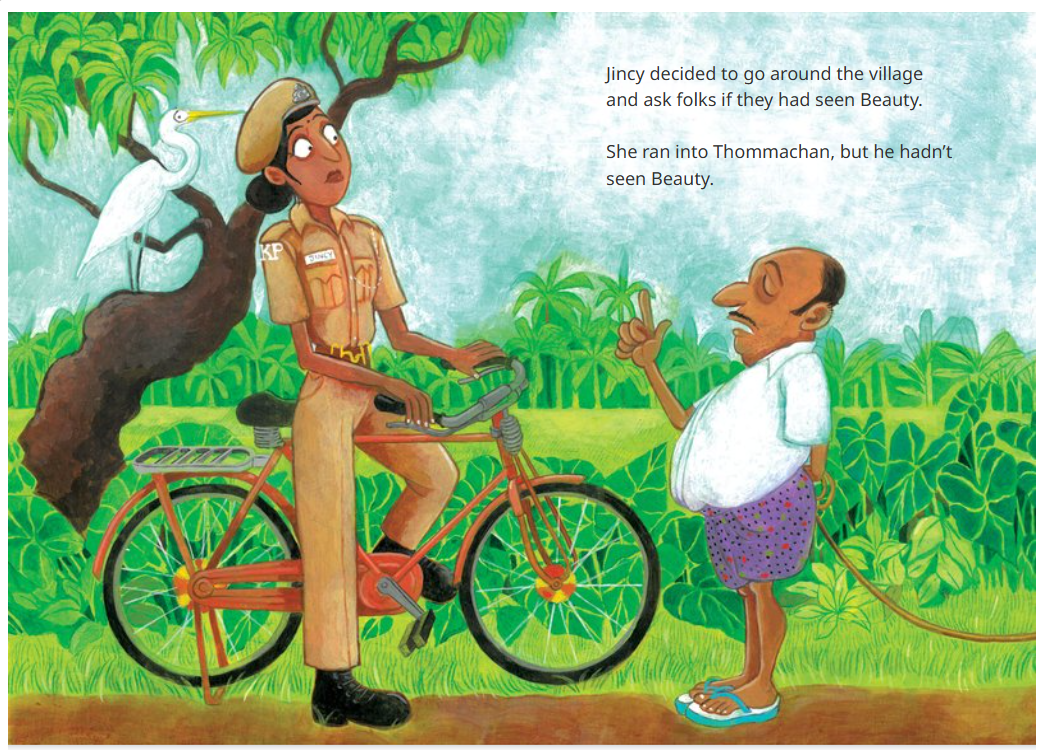 KP
JINCY
Jincy decided to go around the village
and ask folks if they had seen Beauty.
She ran into Thommachan, but he hadn’t
seen Beauty.